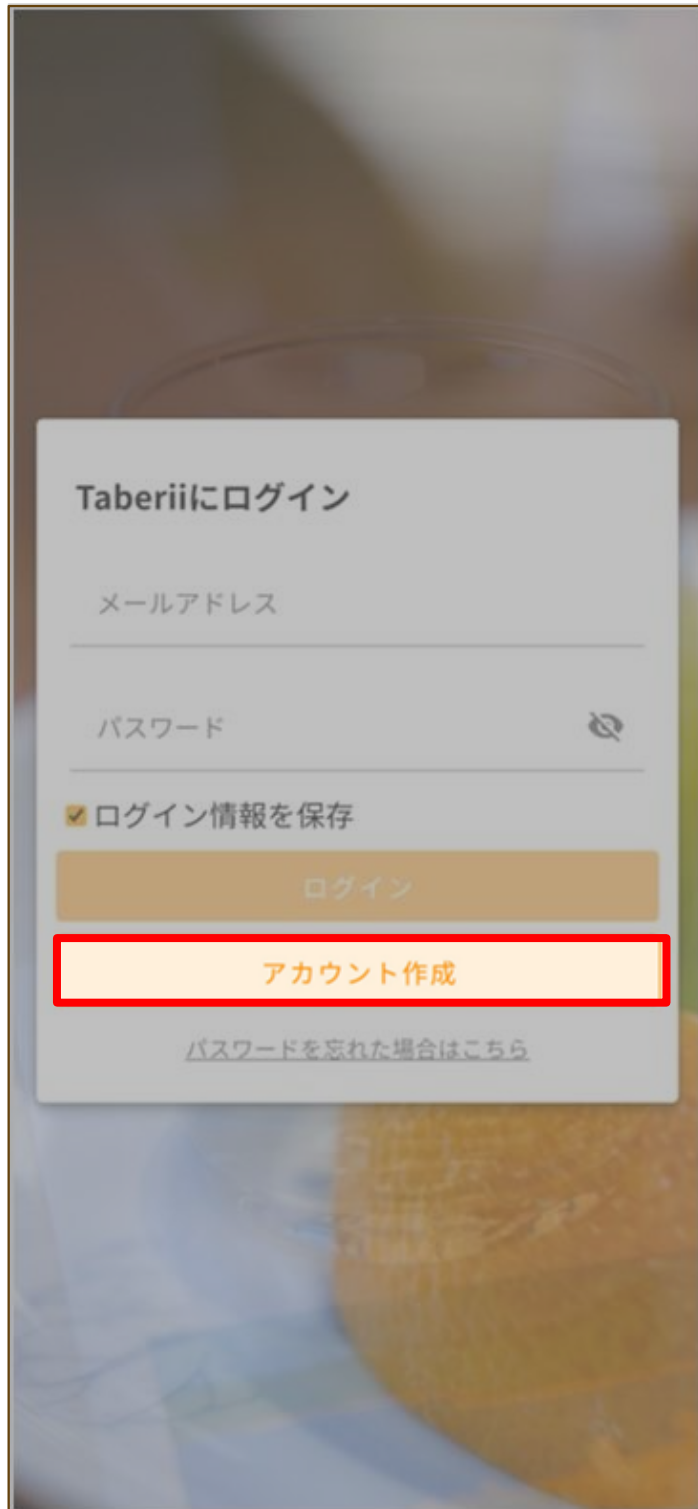 Taberiiにログイン
メールアドレス
パスワード
ログイン情報を保存
ログイン
アカウント作成
パスワードを忘れた場合はこちら